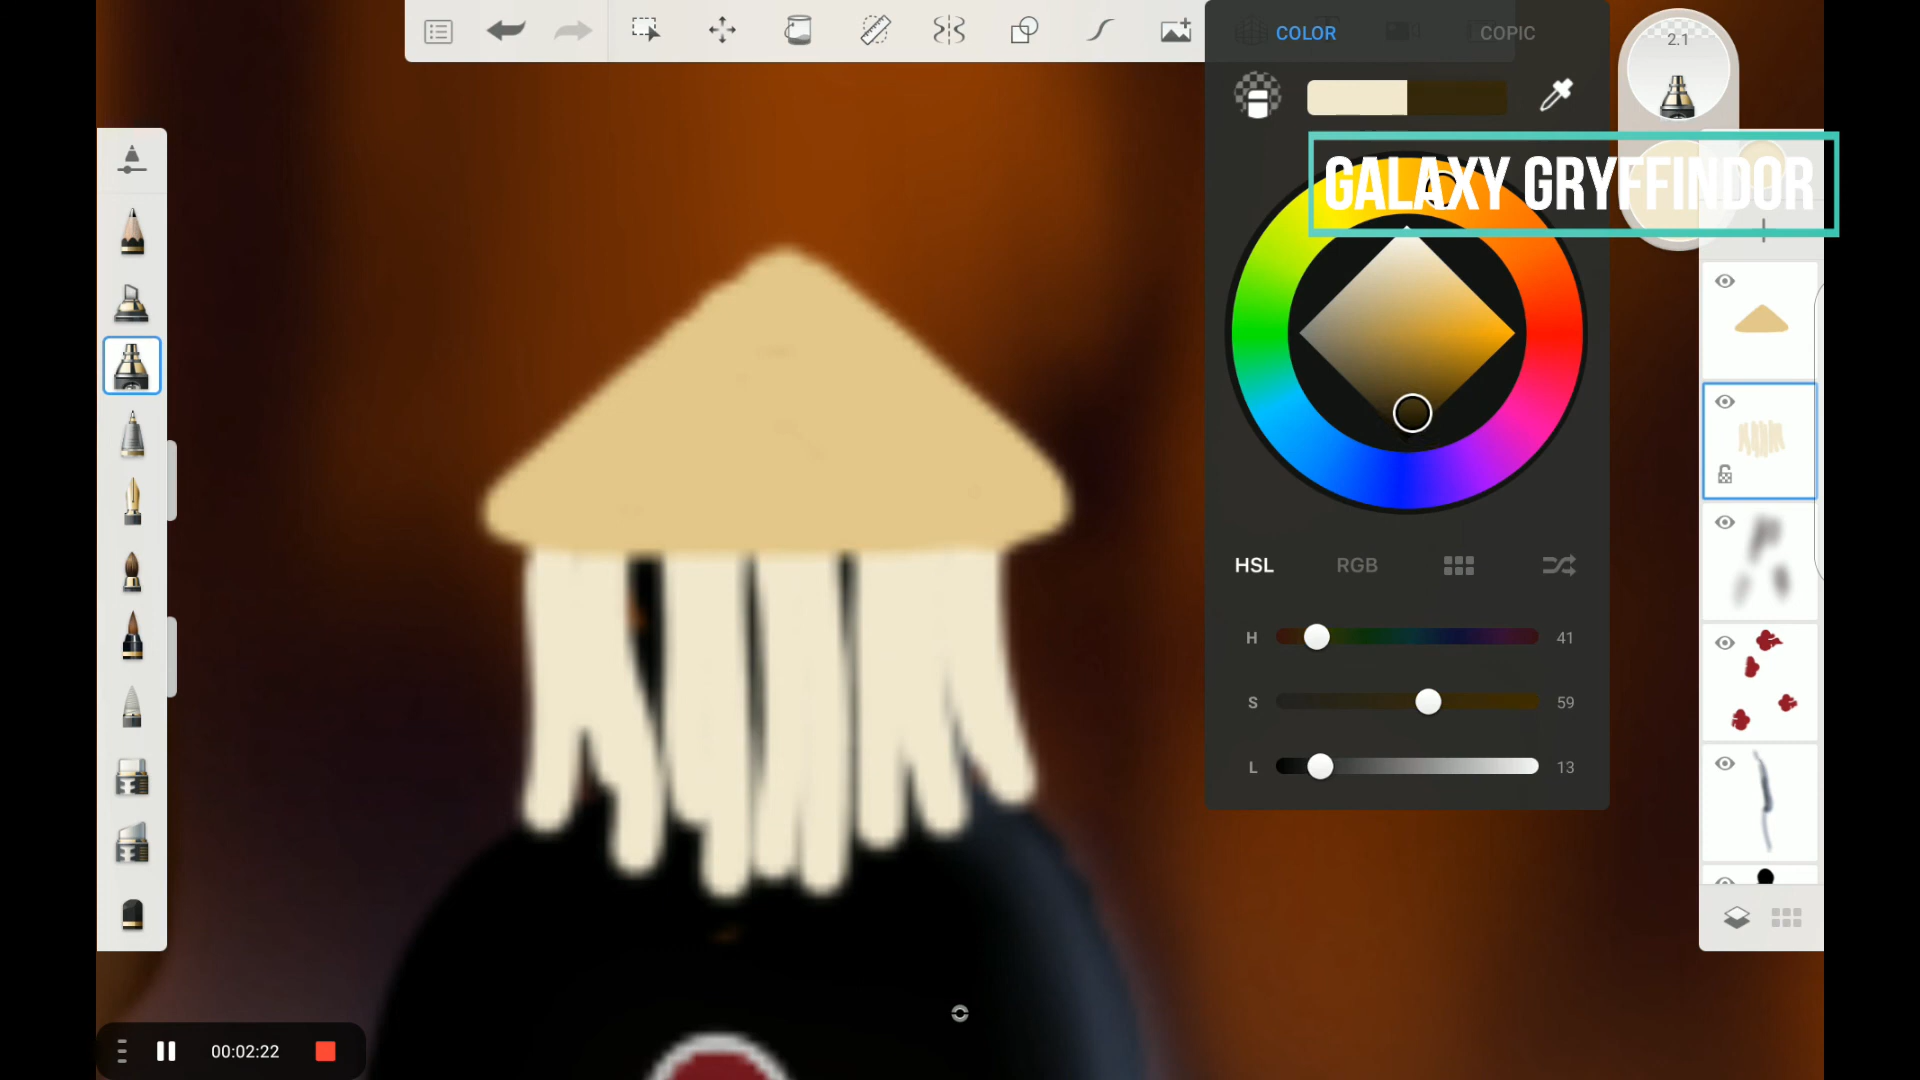 COLOR
COPIC
2.1
GALAXY GRYFFINDOR
HSL
RGB
H
41
S
59
L
13
00:02:22